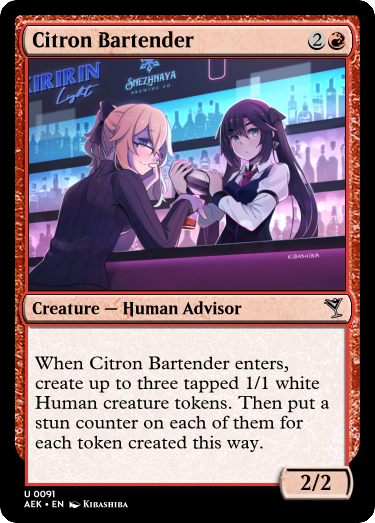 Citron Bartender 2
KIRIRIN
Light
SNEZHNAYA
BREWING CO.
KIBASHIBA
Creature — Human Advisor
When Citron Bartender enters,
create up to three tapped 1/1 white
Human creature tokens. Then put a
stun counter on each of them for
each token created this way.
2/2
U 0091
AEK • EN Kibashiba